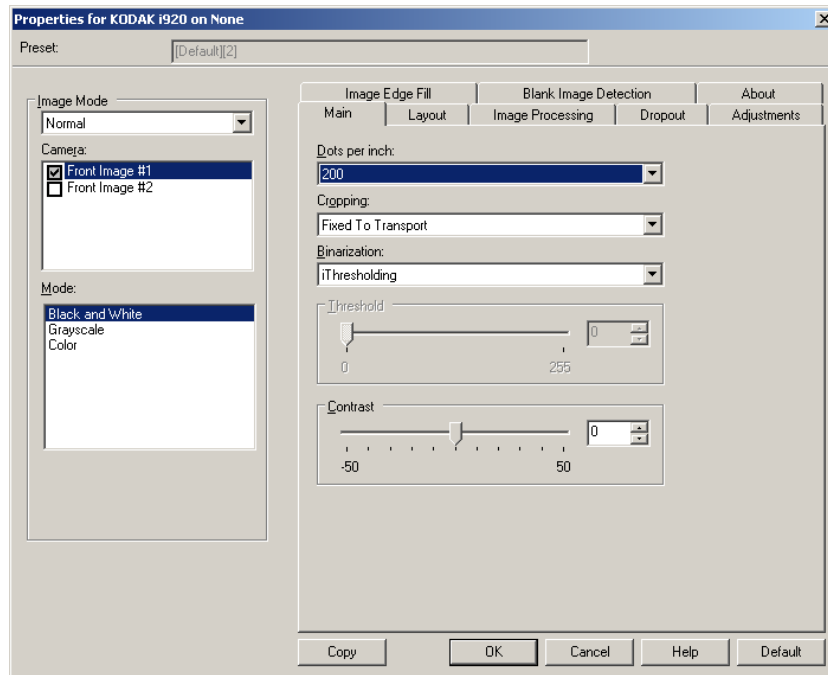 Properties for KODAK i920 on None
Preset:
[Default][2]
Image Mode
Normal
Camera:
Front Image #1
Front Image #2
Mode:
Black and White
Grayscale
Color
Image Edge Fill
Blank Image Detection
About
Main
Layout
Image Processing
Dropout
Adjustments
Dots per inch:
200
Cropping:
Fixed To Transport
Binarization:
iThresholding
Threshold
0
0 255
Contrast
0
-50 50
Copy
OK
Cancel
Help
Default